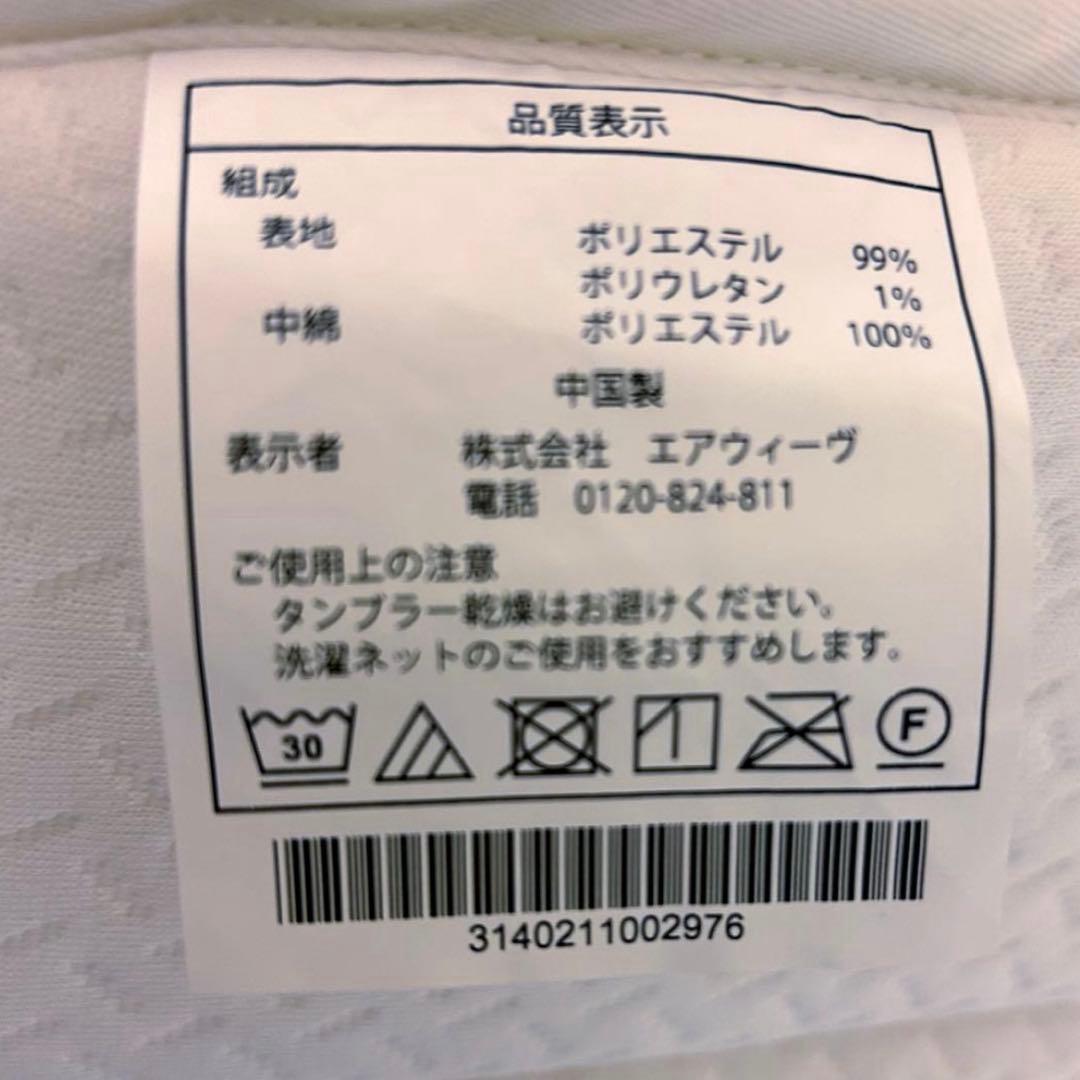 品質表示
組成
表地 ポリエステル 99%
ポリウレタン 1%
中綿 ポリエステル 100%
中国製
表示者 株式会社 エアウィーヴ
電話 0120-824-811
ご使用上の注意
タンブラー乾燥はお避けください。
洗濯ネットのご使用をおすすめします。
30 F
3140211002976